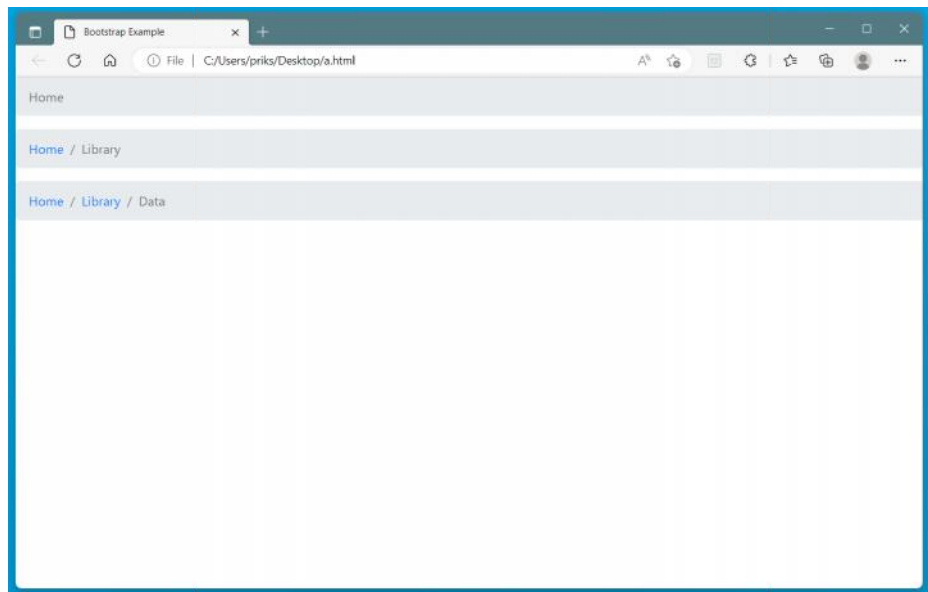 Bootstrap Example
File | C:/Users/priks/Desktop/a.html
Home
Home / Library
Home / Library / Data